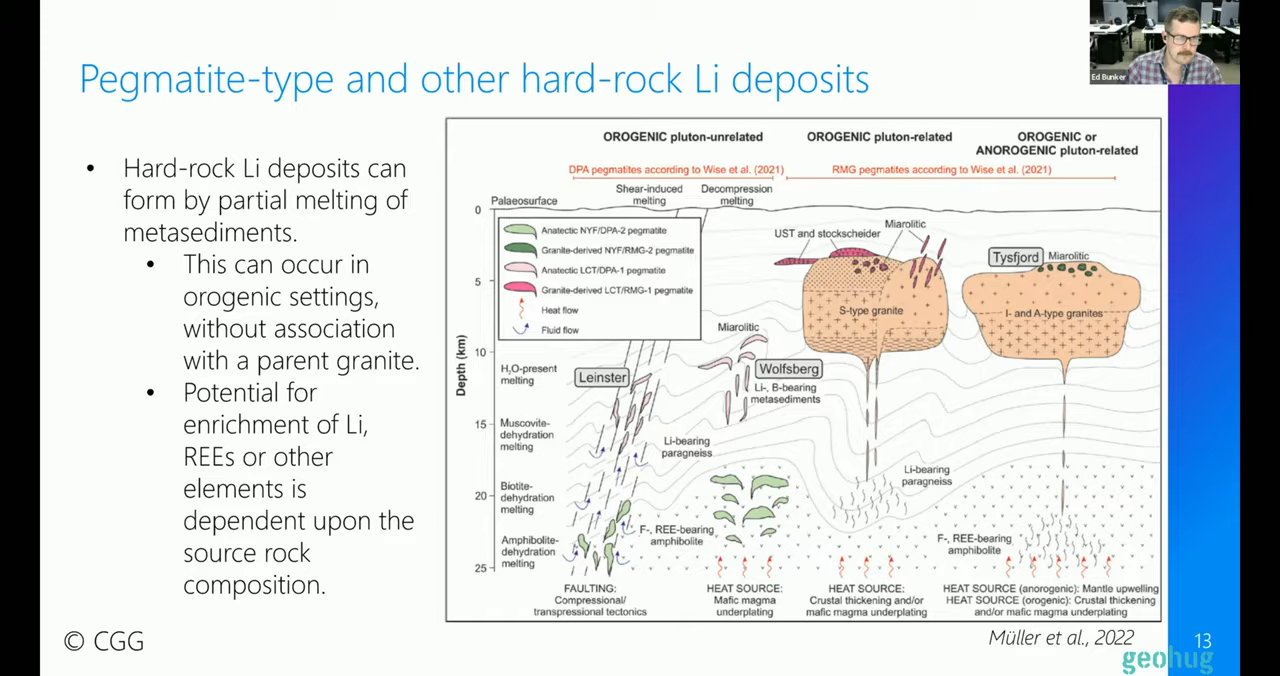 Ed Bunker
Pegmatite-type and other hard-rock Li deposits
• Hard-rock Li deposits can
form by partial melting of
metasediments.
• This can occur in
orogenic settings,
without association
with a parent granite.
• Potential for
enrichment of Li,
REEs or other
elements is
dependent upon the
source rock
composition.
OROGENIC pluton-unrelated
OROGENIC pluton-related
OROGENIC or
ANOROGENIC pluton-related
DPA pegmatites according to Wise et al. (2021)
RMG pegmatites according to Wise et al. (2021)
Palaeosurface
Shear-induced
melting
Decompression
melting
Depth (km)
0
5
10
15
20
25
Anatectic NYF/DPA-2 pegmatite
Granite-derived NYF/RMG-2 pegmatite
Anatectic LCT/DPA-1 pegmatite
Granite-derived LCT/RMG-1 pegmatite
Heat flow
Fluid flow
H₂O-present
melting
Muscovite-
dehydration
melting
Biotite-
dehydration
melting
Amphibolite-
dehydration
melting
Leinster
Miarolitic
Wolfsberg
Li-, B-bearing
metasediments
Li-bearing
paragneiss
F-, REE-bearing
amphibolite
UST and stockscheider
Miarolitic
S-type granite
Li-bearing
paragneiss
Tysfjord
Miarolitic
I- and A-type granites
F-, REE-bearing
amphibolite
FAULTING:
Compressional/
transpressional tectonics
HEAT SOURCE:
Mafic magma
underplating
HEAT SOURCE:
Crustal thickening and/or
mafic magma underplating
HEAT SOURCE (anorogenic): Mantle upwelling
HEAT SOURCE (orogenic): Crustal thickening
and/or mafic magma underplating
© CGG
Müller et al., 2022
13
geohug